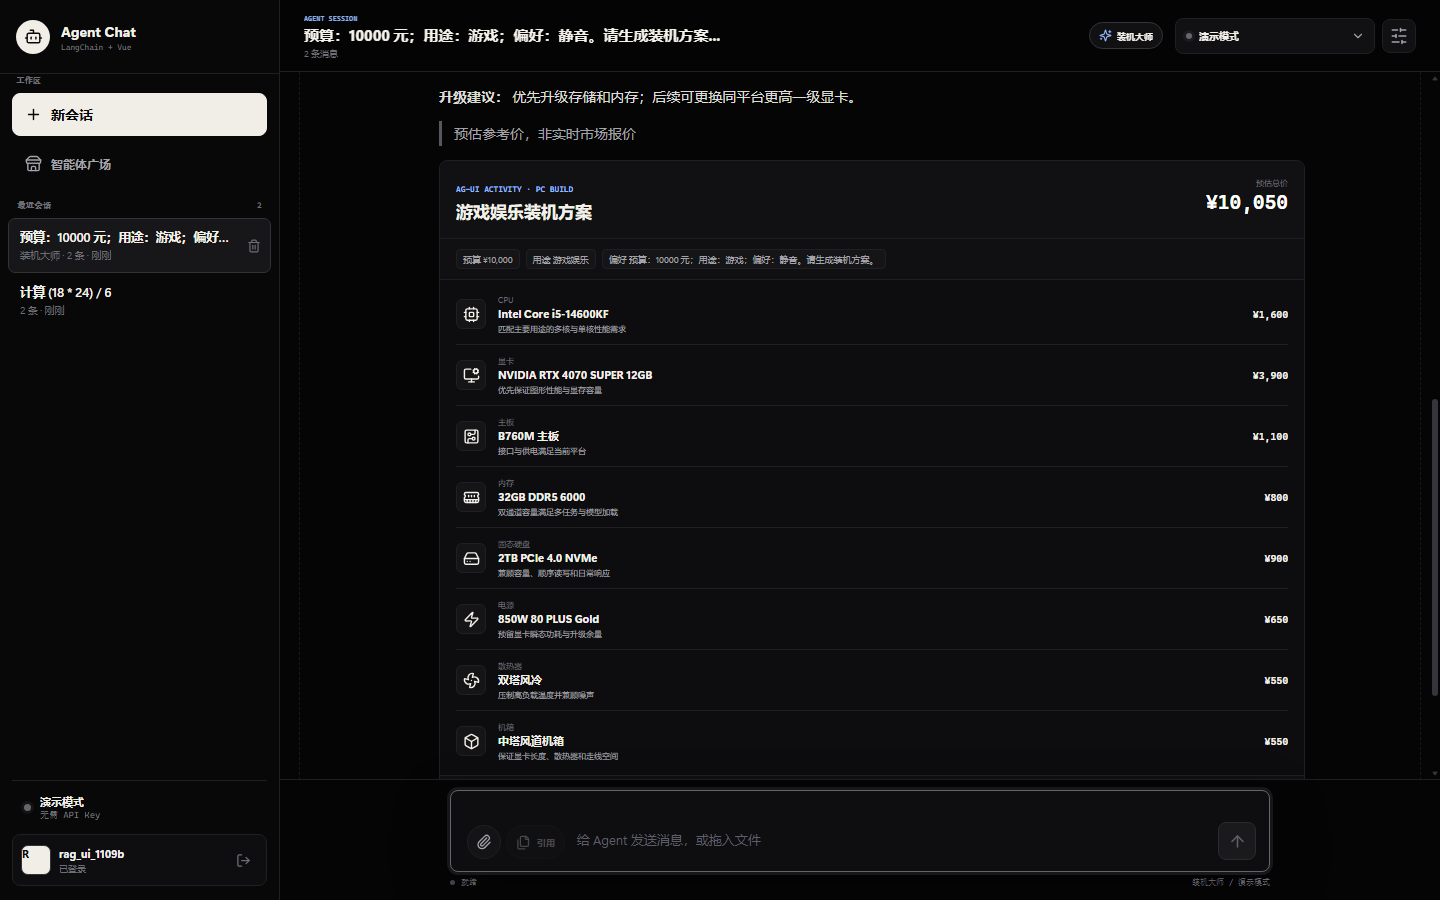 Agent Chat
LangChain + Vue
工作区
新会话
智能体广场
最近会话
2
预算：10000 元；用途：游戏；偏好...
装机大师 · 2 条 · 刚刚
计算 (18 * 24) / 6
2 条 · 刚刚
演示模式
无需 API Key
R
rag_ui_1109b
已登录
AGENT SESSION
预算：10000 元；用途：游戏；偏好：静音。请生成装机方案...
2 条消息
装机大师
演示模式
升级建议： 优先升级存储和内存；后续可更换同平台更高一级显卡。
预估参考价，非实时市场报价
AG-UI ACTIVITY · PC BUILD
游戏娱乐装机方案
预估总价
¥10,050
预算 ¥10,000
用途 游戏娱乐
偏好 预算：10000 元；用途：游戏；偏好：静音。请生成装机方案。
CPU
Intel Core i5-14600KF
匹配主要用途的多核与单核性能需求
¥1,600
显卡
NVIDIA RTX 4070 SUPER 12GB
优先保证图形性能与显存容量
¥3,900
主板
B760M 主板
接口与供电满足当前平台
¥1,100
内存
32GB DDR5 6000
双通道容量满足多任务与模型加载
¥800
固态硬盘
2TB PCIe 4.0 NVMe
兼顾容量、顺序读写和日常响应
¥900
电源
850W 80 PLUS Gold
预留显卡瞬态功耗与升级余量
¥650
散热器
双塔风冷
压制高负载温度并兼顾噪声
¥550
机箱
中塔风道机箱
保证显卡长度、散热器和走线空间
¥550
引用
给 Agent 发送消息，或拖入文件
就绪
装机大师 / 演示模式